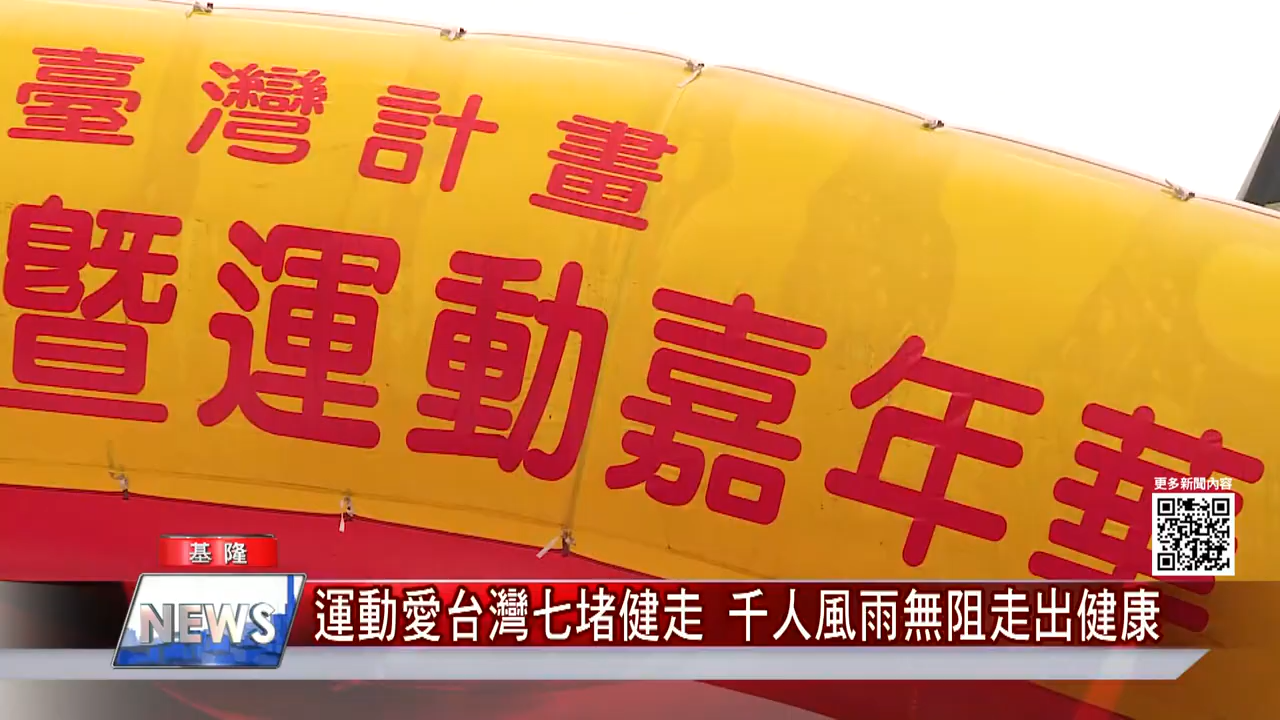 臺灣計畫
暨運動嘉年華
更多新聞內容
基隆
NEWS
運動愛台灣七堵健走 千人風雨無阻走出健康